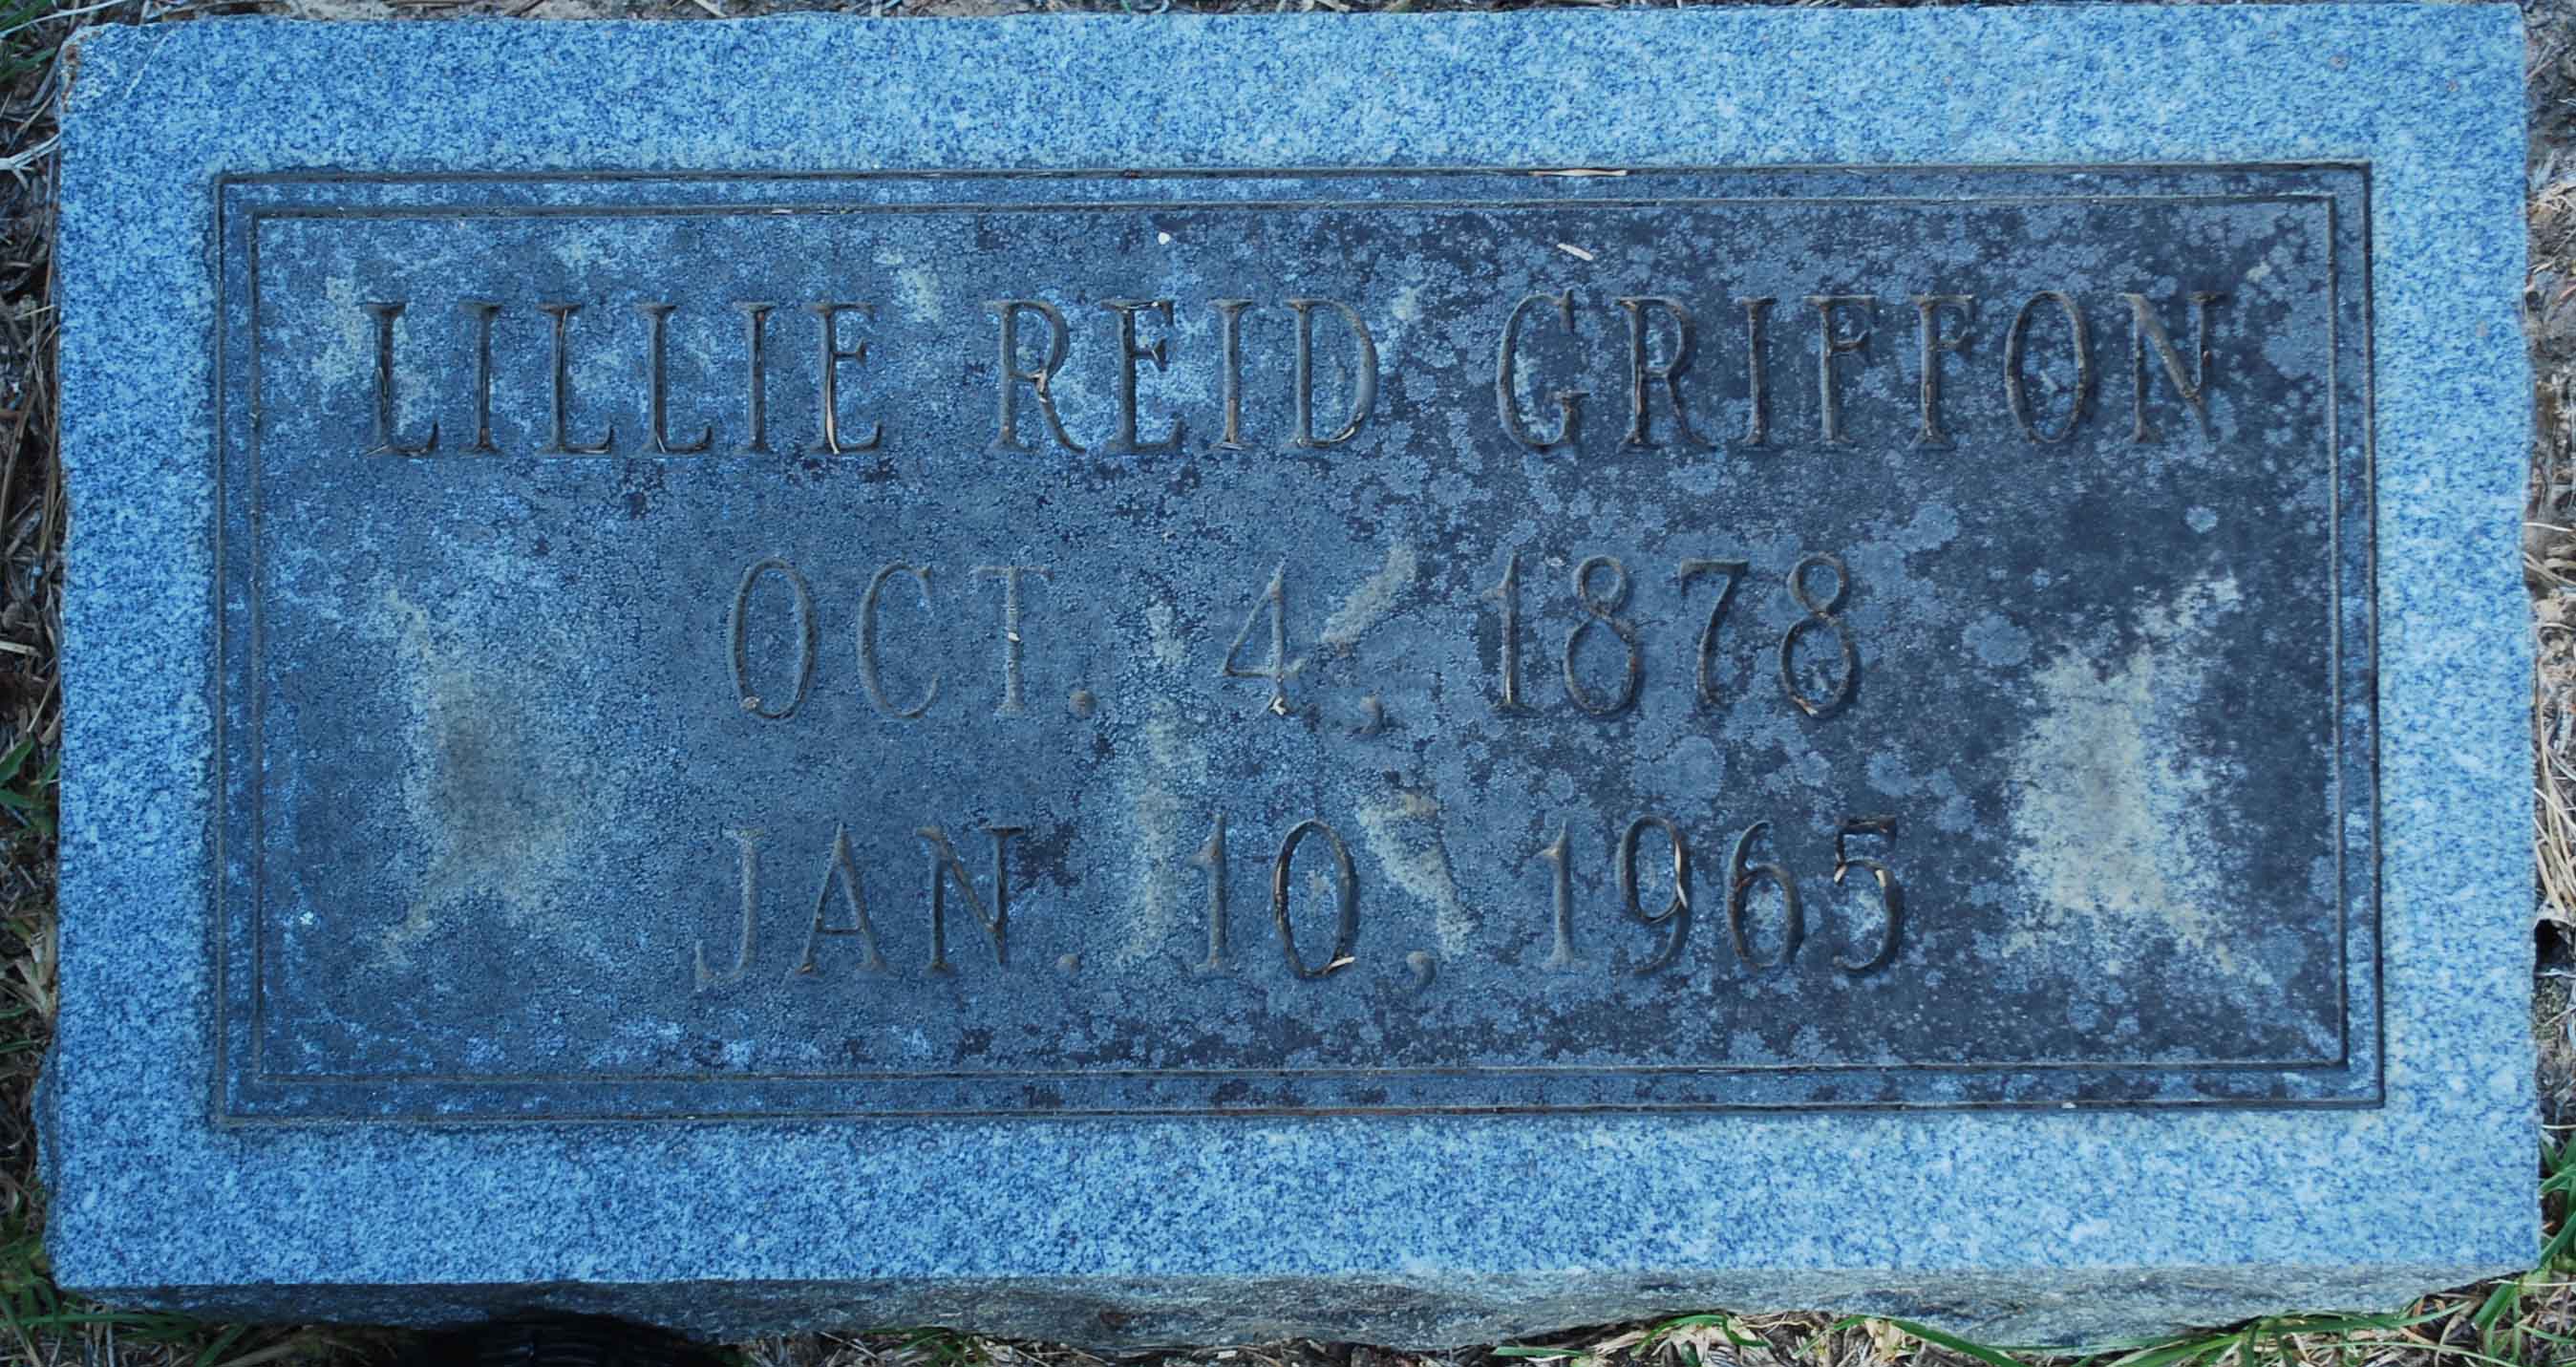 LILLIE REID GRIFFON
OCT. 4, 1878
JAN. 10, 1965